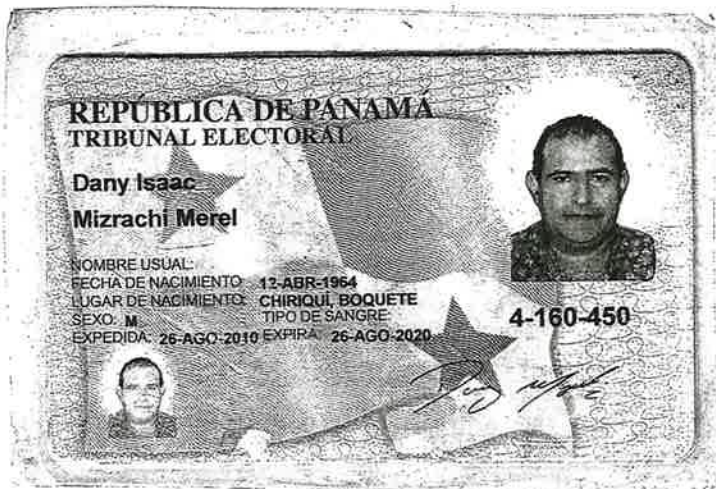 REPÚBLICA DE PANAMÁ
TRIBUNAL ELECTORAL
Dany Isaac
Mizrachi Merel
NOMBRE USUAL:
FECHA DE NACIMIENTO: 12-ABR-1964
LUGAR DE NACIMIENTO: CHIRIQUÍ, BOQUETE
SEXO: M TIPO DE SANGRE:
EXPEDIDA: 26-AGO-2010 EXPIRA: 26-AGO-2020
4-160-450